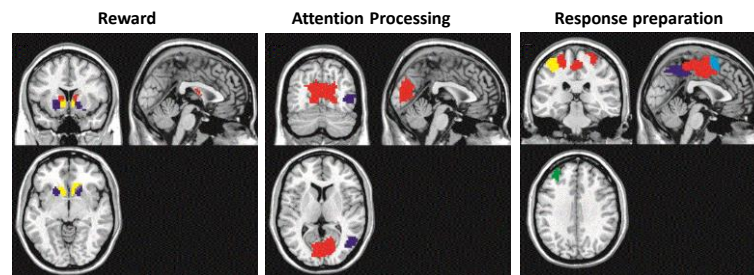 Reward
Attention Processing
Response preparation